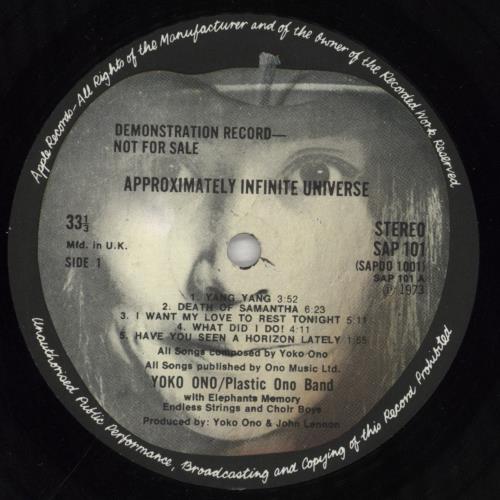 Apple Records-All Rights of the Manufacturer and of the Owner of the Recorded Work Reserved.
DEMONSTRATION RECORD—
NOT FOR SALE
APPROXIMATELY INFINITE UNIVERSE
33⅓
Mfd. in U.K.
SIDE 1
STEREO
SAP 101
(SAPDO 1001)
SAP 101 A
℗ 1973
1. YANG YANG 3:52
2. DEATH OF SAMANTHA 6:23
3. I WANT MY LOVE TO REST TONIGHT 5:11
4. WHAT DID I DO! 4:11
5. HAVE YOU SEEN A HORIZON LATELY 1:55
All Songs composed by Yoko Ono
All Songs published by Ono Music Ltd.
YOKO ONO/Plastic Ono Band
with Elephants Memory
Endless Strings and Choir Boys
Produced by: Yoko Ono & John Lennon
Unauthorised Public Performance, Broadcasting and Copying of this Record Prohibited